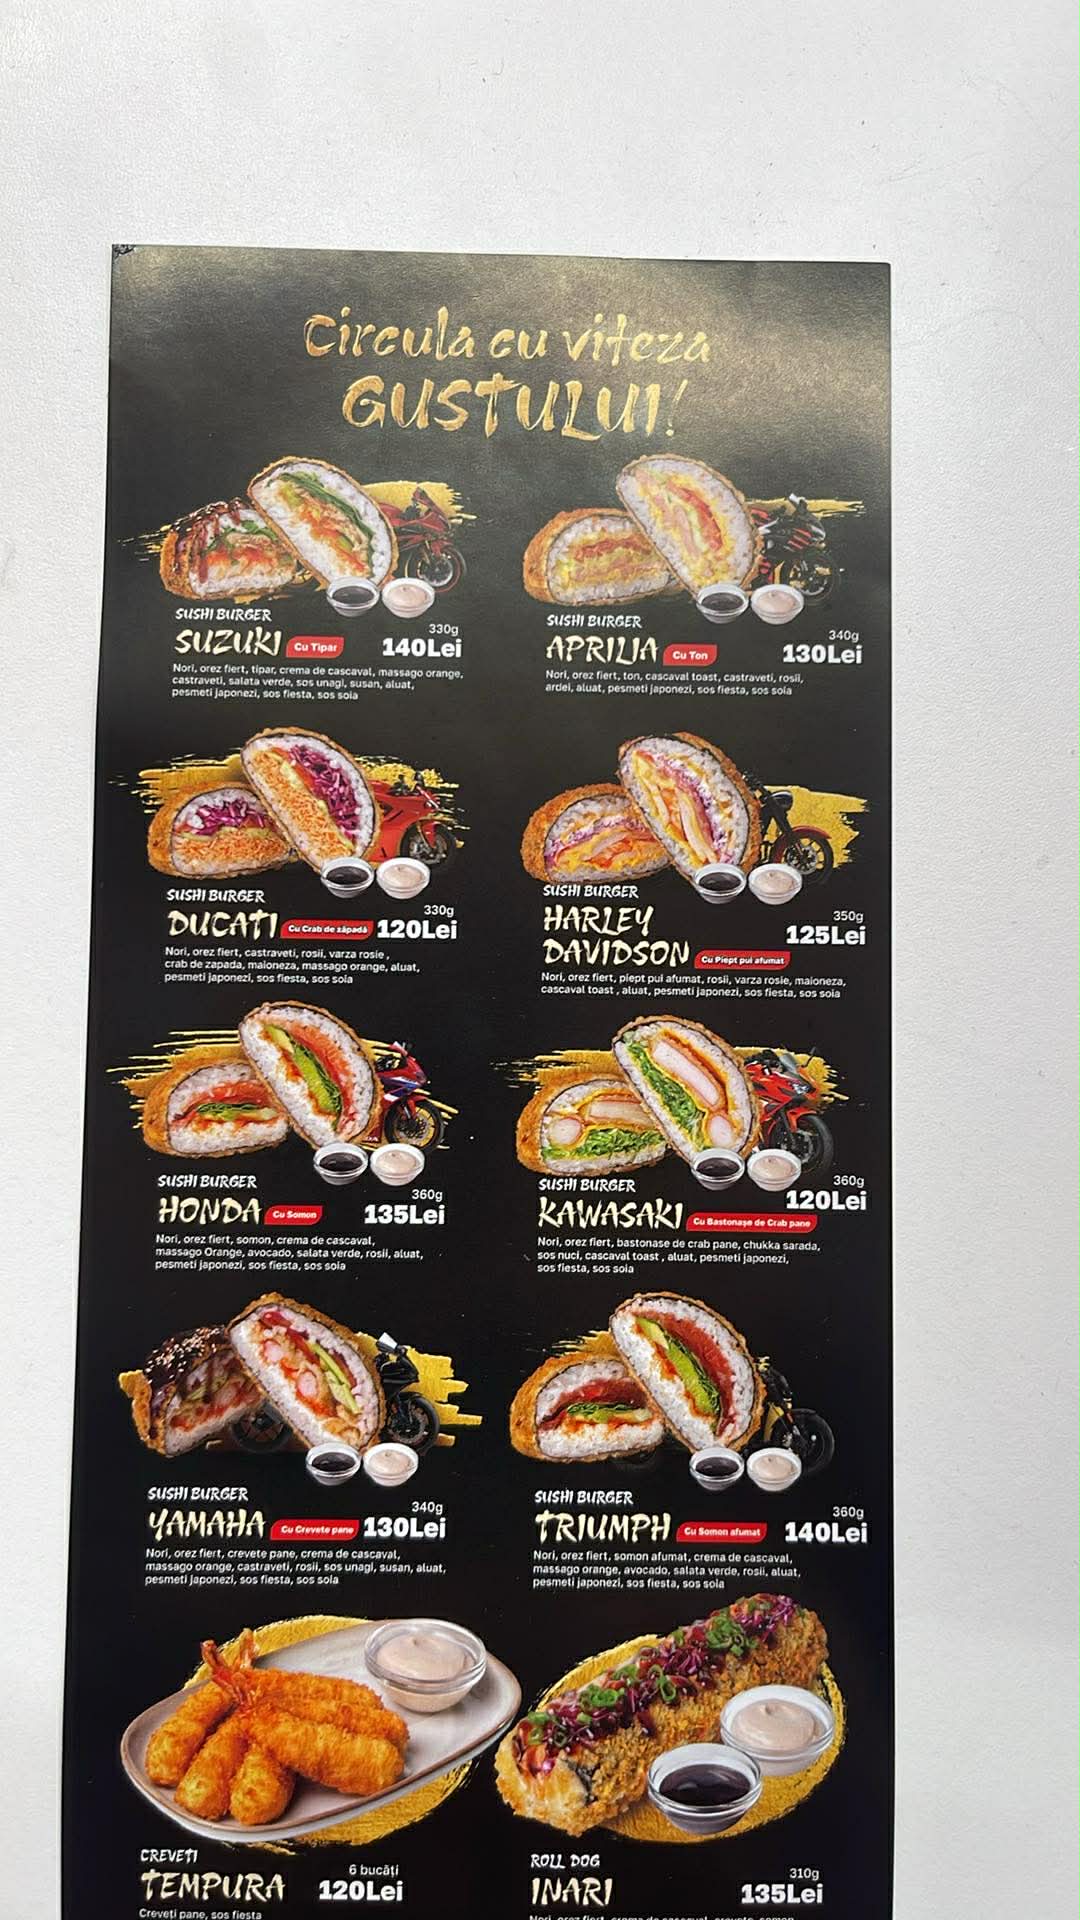 Circula cu viteza
GUSTULUI!
SUSHI BURGER
330g
SUZUKI Cu Tipar 140Lei
Nori, orez fiert, tipar, crema de cascaval, massago orange,
castraveti, salata verde, sos unagi, susan, aluat,
pesmeti japonezi, sos fiesta, sos soia
SUSHI BURGER
340g
APRILIA Cu Ton 130Lei
Nori, orez fiert, ton, cascaval toast, castraveti, rosii,
ardei, aluat, pesmeti japonezi, sos fiesta, sos soia
SUSHI BURGER
330g
DUCATI Cu Crab de zăpadă 120Lei
Nori, orez fiert, castraveti, rosii, varza rosie,
crab de zapada, maioneza, massago orange, aluat,
pesmeti japonezi, sos fiesta, sos soia
SUSHI BURGER
350g
HARLEY
125Lei
DAVIDSON Cu Piept pui afumat
Nori, orez fiert, piept pui afumat, rosii, varza rosie, maioneza,
cascaval toast , aluat, pesmeti japonezi, sos fiesta, sos soia
SUSHI BURGER
360g
HONDA Cu Somon 135Lei
Nori, orez fiert, somon, crema de cascaval,
massago Orange, avocado, salata verde, rosii, aluat,
pesmeti japonezi, sos fiesta, sos soia
SUSHI BURGER
360g
120Lei
KAWASAKI Cu Bastonașe de Crab pane
Nori, orez fiert, bastonase de crab pane, chukka sarada,
sos nuci, cascaval toast , aluat, pesmeti japonezi,
sos fiesta, sos soia
SUSHI BURGER
340g
YAMAHA Cu Crevete pane 130Lei
Nori, orez fiert, crevete pane, crema de cascaval,
massago orange, castraveti, rosii, sos unagi, susan, aluat,
pesmeti japonezi, sos fiesta, sos soia
SUSHI BURGER
360g
TRIUMPH Cu Somon afumat 140Lei
Nori, orez fiert, somon afumat, crema de cascaval,
massago orange, avocado, salata verde, rosii, aluat,
pesmeti japonezi, sos fiesta, sos soia
CREVETI
6 bucăți
TEMPURA 120Lei
Creveti pane, sos fiesta
ROLL DOG
310g
INARI 135Lei